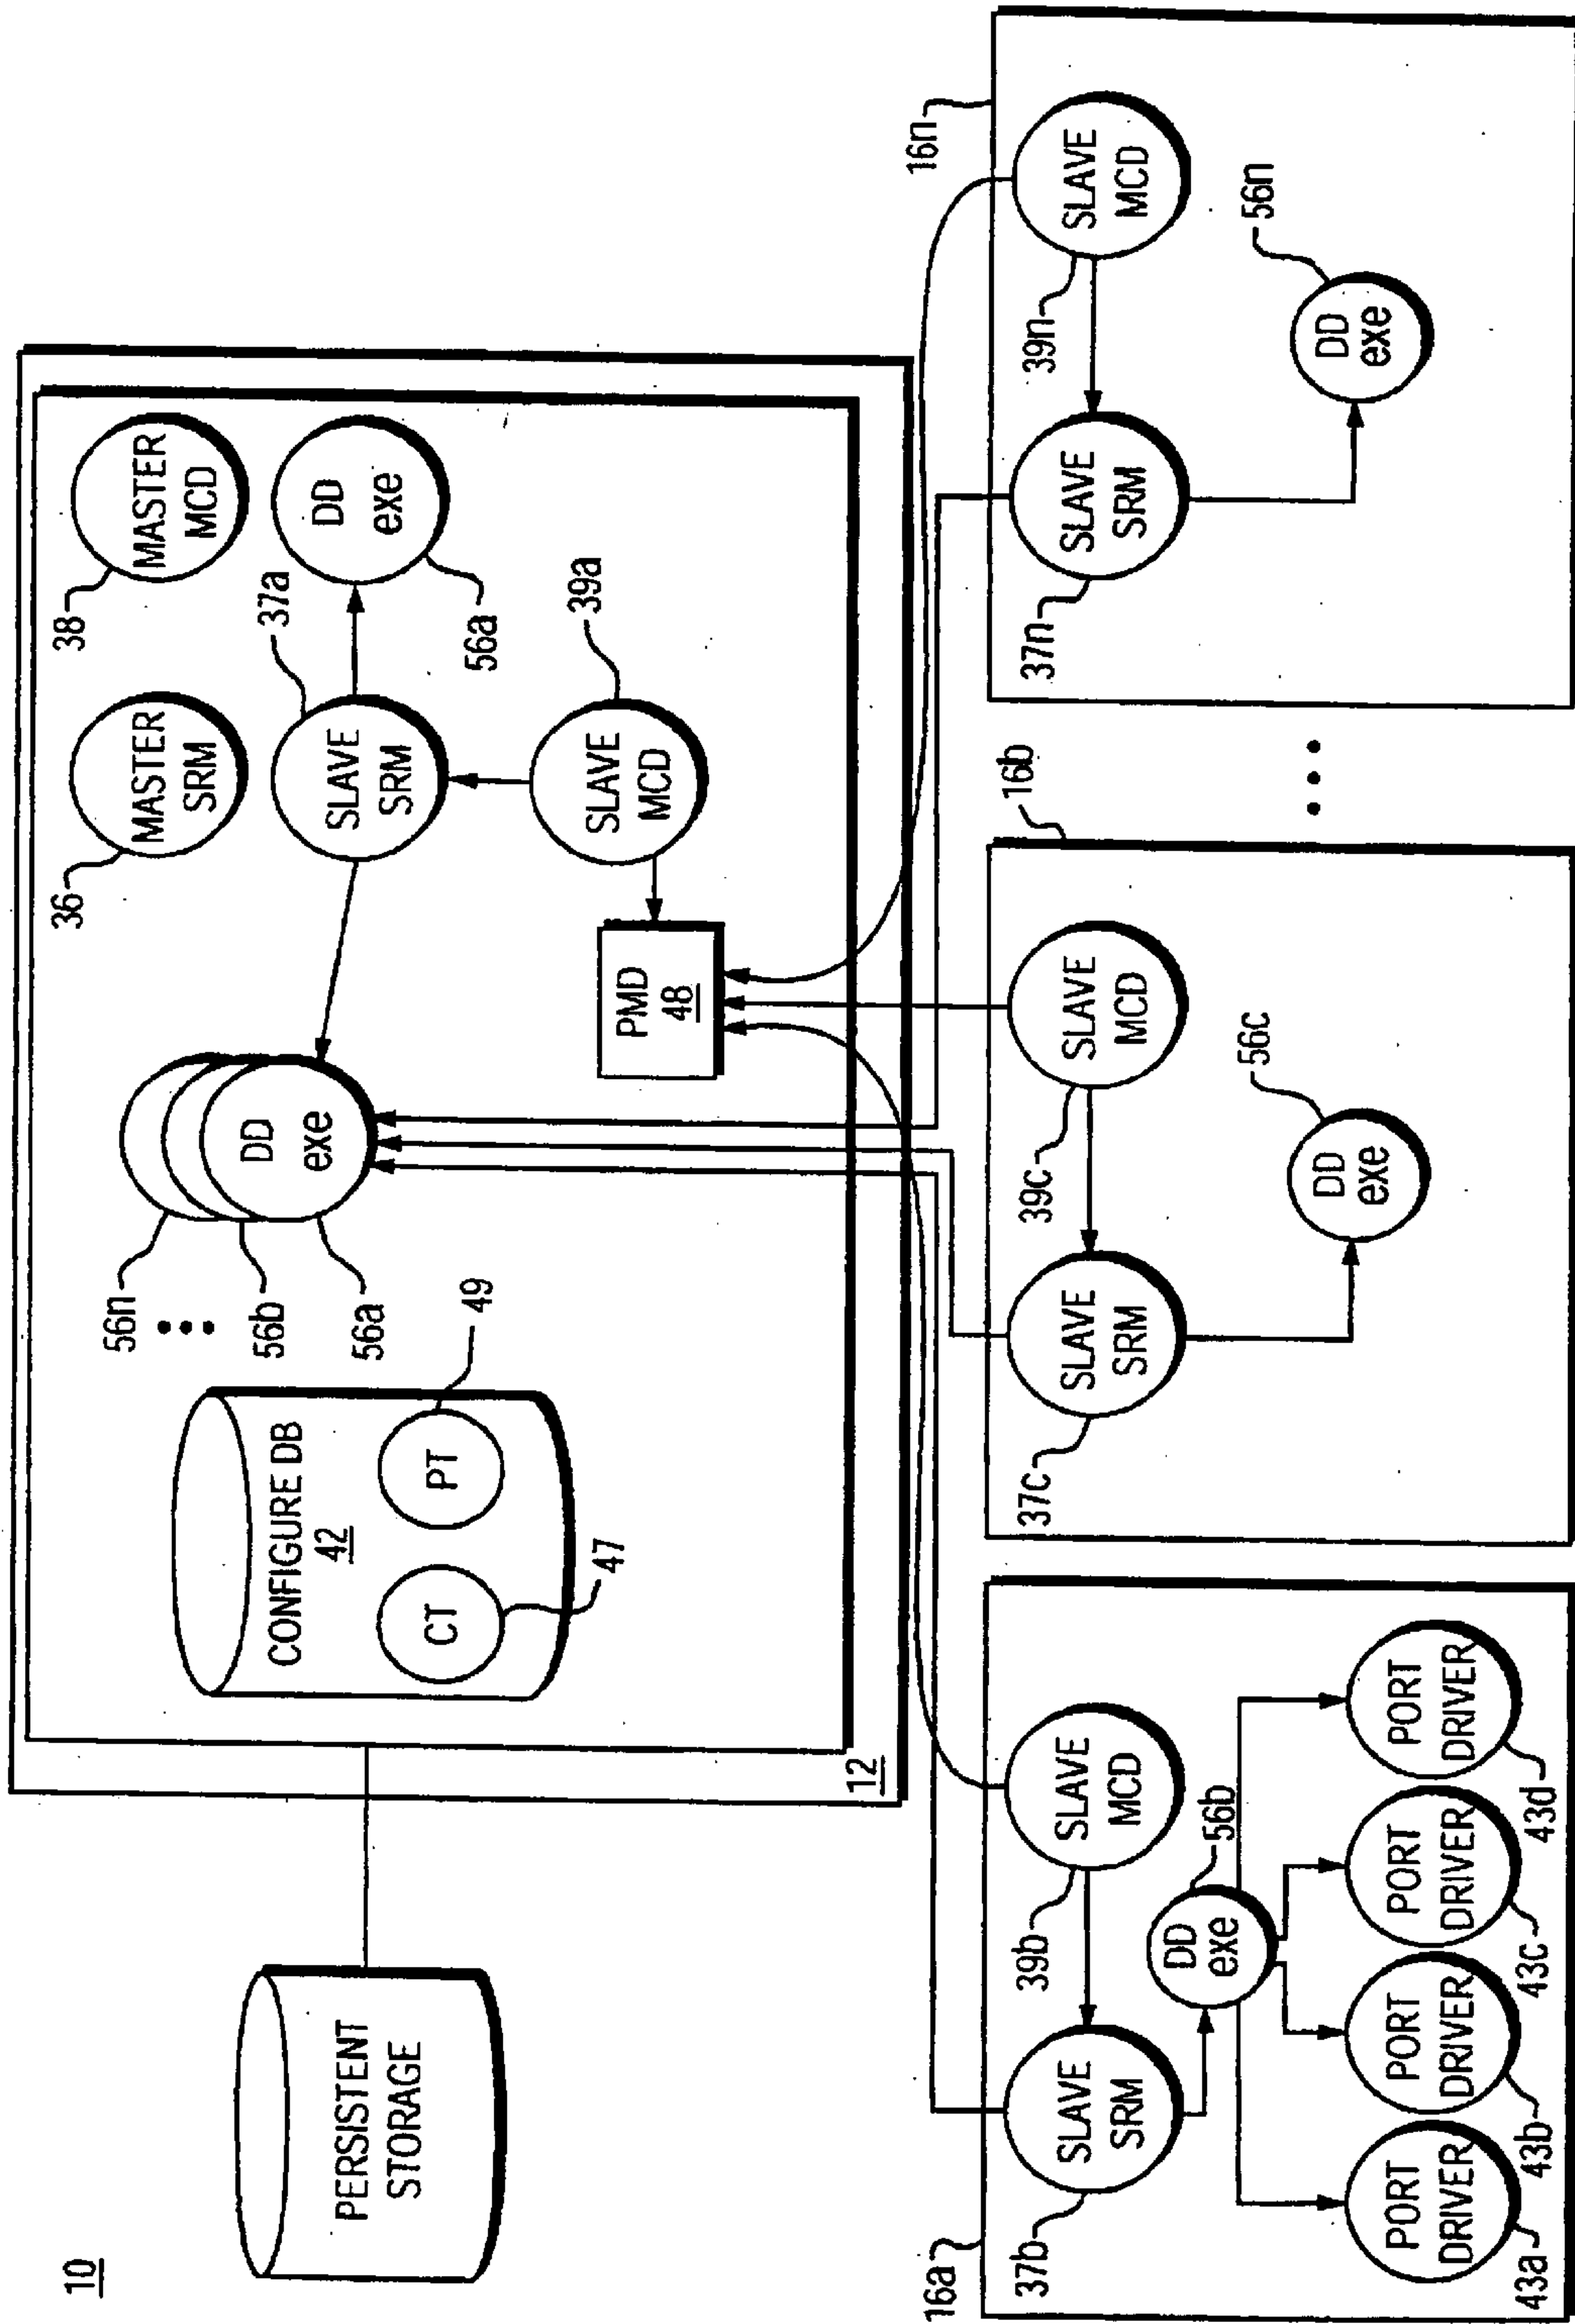 10
PERSISTENT
STORAGE
12
CONFIGURE DB
42
CT
PT
47
49
56n
56b
56a
DD
exe
36
MASTER
SRM
38
MASTER
MCD
37a
SLAVE
SRM
DD
exe
56a
39a
SLAVE
MCD
PMD
48
16a
37b
SLAVE
SRM
39b
SLAVE
MCD
56b
DD
exe
PORT
DRIVER
43a
PORT
DRIVER
43b
PORT
DRIVER
43c
PORT
DRIVER
43d
16b
37c
SLAVE
SRM
39c
SLAVE
MCD
56c
DD
exe
16n
37n
SLAVE
SRM
39n
SLAVE
MCD
56n
DD
exe